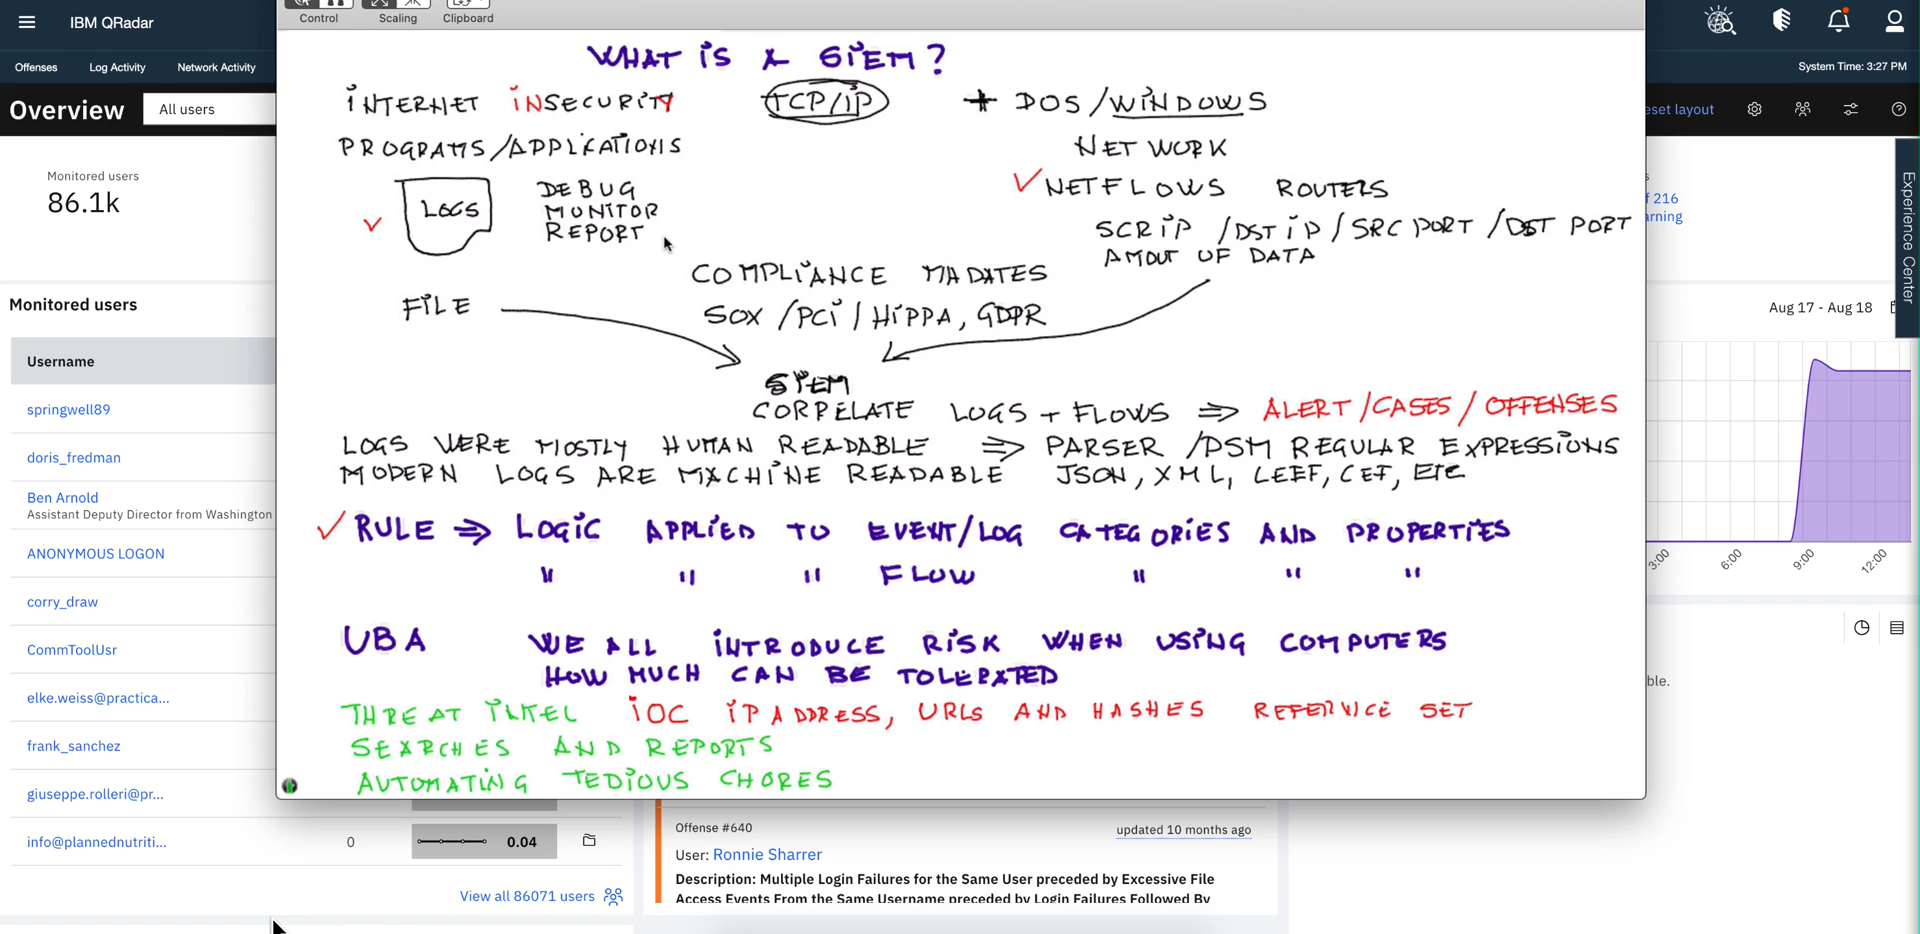 Control Scaling Clipboard
IBM QRadar
Offenses Log Activity Network Activity
System Time: 3:27 PM
Overview
All users
eset layout
Monitored users
86.1k
f 216
arning
Experience Center
Monitored users
Aug 17 - Aug 18
Username
springwell89
doris_fredman
Ben Arnold
Assistant Deputy Director from Washington
ANONYMOUS LOGON
corry_draw
CommToolUsr
elke.weiss@practica...
frank_sanchez
giuseppe.rolleri@pr...
info@plannednutriti... 0 0.04
View all 86071 users
3:00 6:00 9:00 12:00
ble.
WHAT IS A SIEM?
INTERNET INSECURITY TCP/IP * DOS/WINDOWS
PROGRAMS/APPLICATIONS NETWORK
✓ NETFLOWS ROUTERS
✓ LOGS DEBUG
MONITOR
REPORT
SCRIP /DST IP/SRC PORT/DST PORT
AMOUT OF DATA
COMPLIANCE MADATES
FILE SOX/PCI/HIPPA, GDPR
SIEM
CORRELATE LOGS + FLOWS ⇒ ALERT/CASES/OFFENSES
LOGS WERE MOSTLY HUMAN READABLE ⇒ PARSER/DSM REGULAR EXPRESSIONS
MODERN LOGS ARE MACHINE READABLE JSON, XML, LEEF, CEF, ETC
✓ RULE ⇒ LOGIC APPLIED TO EVENT/LOG CATEGORIES AND PROPERTIES
" " " FLOW " " "
UBA WE ALL INTRODUCE RISK WHEN USING COMPUTERS
HOW MUCH CAN BE TOLERATED
THREAT INTEL IOC IP ADDRESS, URLS AND HASHES REFERNCE SET
SEARCHES AND REPORTS
AUTOMATING TEDIOUS CHORES
Offense #640 updated 10 months ago
User: Ronnie Sharrer
Description: Multiple Login Failures for the Same User preceded by Excessive File
Access Events From the Same Username preceded by Login Failures Followed By